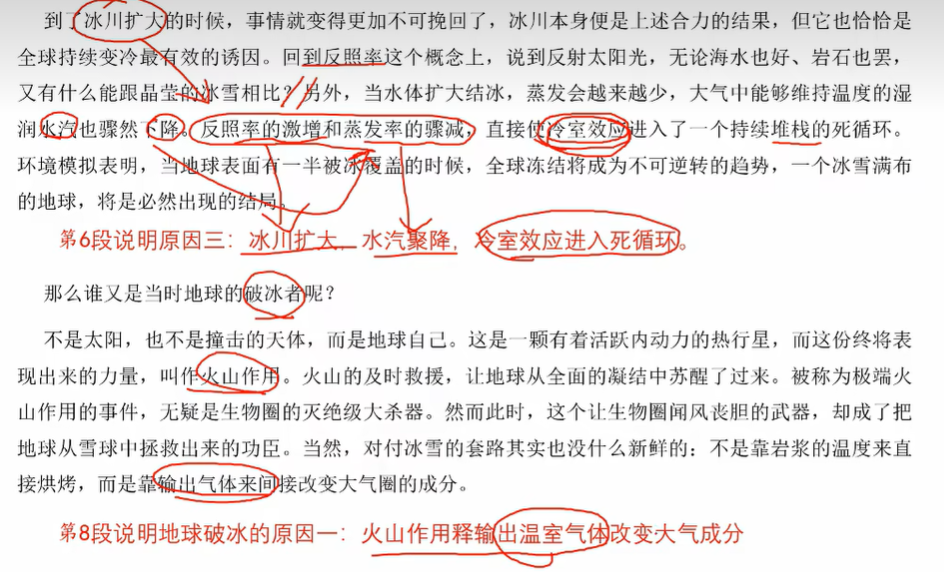 到了冰川扩大的时候，事情就变得更加不可挽回了，冰川本身便是上述合力的结果，但它也恰恰是
全球持续变冷最有效的诱因。回到反照率这个概念上，说到反射太阳光，无论海水也好、岩石也罢，
又有什么能跟晶莹的冰雪相比？另外，当水体扩大结冰，蒸发会越来越少，大气中能够维持温度的湿
润水汽也骤然下降。反照率的激增和蒸发率的骤减，直接使冷室效应进入了一个持续堆栈的死循环。
环境模拟表明，当地球表面有一半被冰覆盖的时候，全球冻结将成为不可逆转的趋势，一个冰雪满布
的地球，将是必然出现的结局。
第6段说明原因三：冰川扩大，水汽聚降，冷室效应进入死循环。
那么谁又是当时地球的破冰者呢？
不是太阳，也不是撞击的天体，而是地球自己。这是一颗有着活跃内动力的热行星，而这份终将表
现出来的力量，叫作火山作用。火山的及时救援，让地球从全面的凝结中苏醒了过来。被称为极端火
山作用的事件，无疑是生物圈的灭绝级大杀器。然而此时，这个让生物圈闻风丧胆的武器，却成了把
地球从雪球中拯救出来的功臣。当然，对付冰雪的套路其实也没什么新鲜的：不是靠岩浆的温度来直
接烘烤，而是靠输出气体来间接改变大气圈的成分。
第8段说明地球破冰的原因一：火山作用释输出温室气体改变大气成分